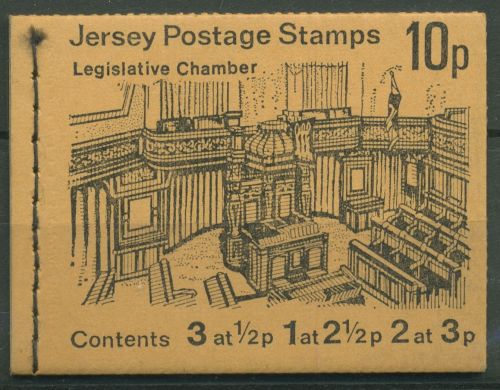 Jersey Postage Stamps 10p
Legislative Chamber
Contents 3 at ½p 1 at 2½p 2 at 3p